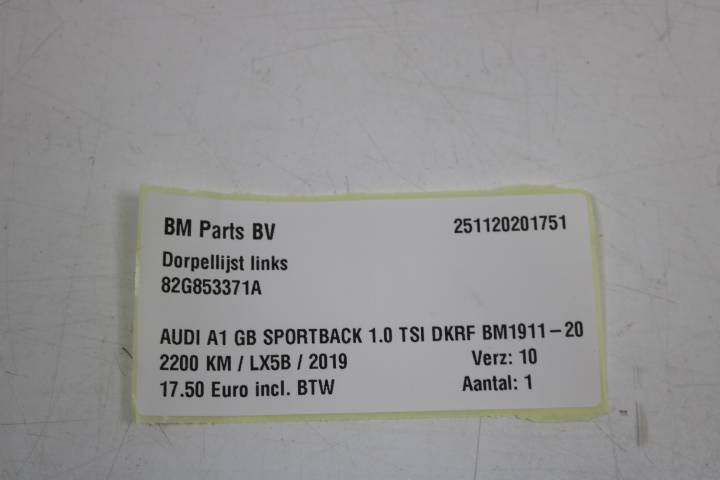 BM Parts BV 251120201751
Dorpellijst links
82G853371A
AUDI A1 GB SPORTBACK 1.0 TSI DKRF BM1911-20
2200 KM / LX5B / 2019 Verz: 10
17.50 Euro incl. BTW Aantal: 1